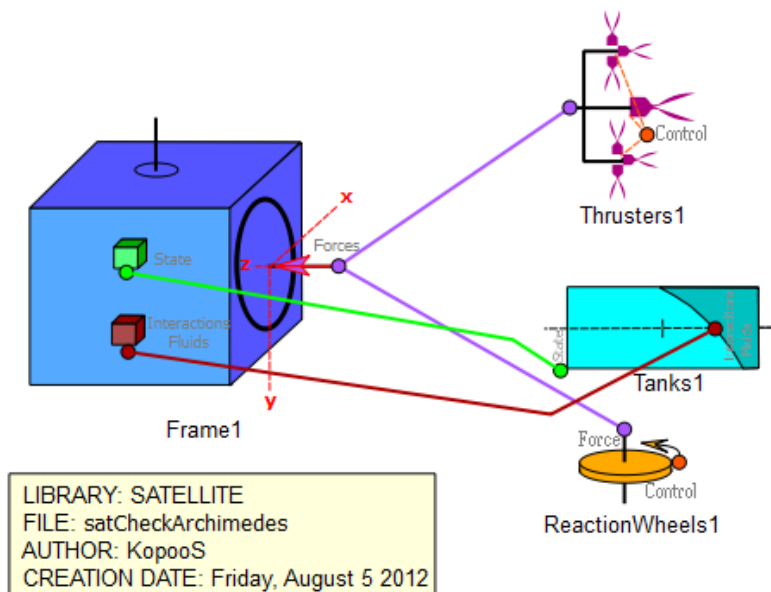 Control
Thrusters1
x
State
z
Forces
Interactions
Fluids
y
Frame1
State
Interactions
Fluids
Tanks1
Force
Control
ReactionWheels1
LIBRARY: SATELLITE
FILE: satCheckArchimedes
AUTHOR: KopooS
CREATION DATE: Friday, August 5 2012